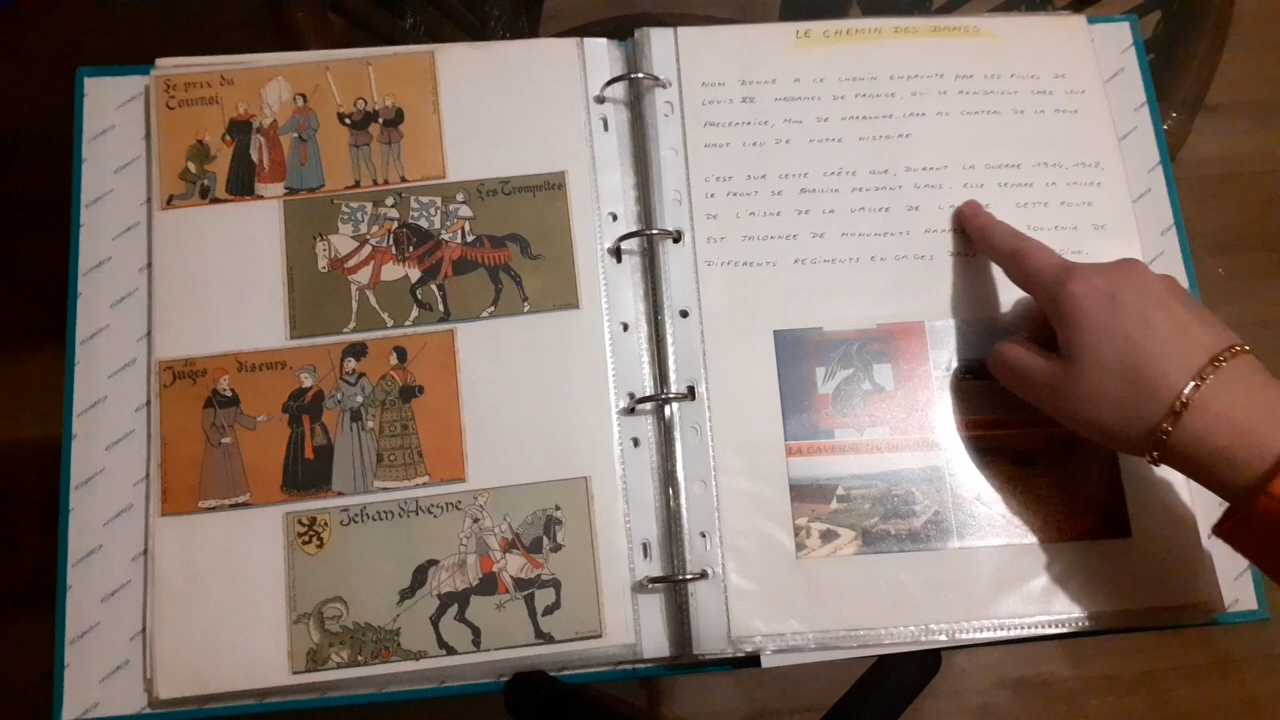 Le prix du
Tournoi
Les Trompettes
Les
Juges diseurs.
Jehan d'Avesne
LE CHEMIN DES DAMES
NOM DONNE A CE CHEMIN EMPRUNTE PAR LES FILLES DE
LOUIS XV MEDAMES DE FRANCE, QUI SE RENDAIENT CHEZ LEUR
PRECEPTRICE, Mme DE NARBONNE-LARA AU CHATEAU DE LA BOVE
HAUT LIEU DE NOTRE HISTOIRE
C'EST SUR CETTE CRÊTE QUE, DURANT LA GUERRE 1914-1918,
LE FRONT SE STABILISA PENDANT 4 ANS. ELLE SEPARE LA VALLEE
DE L'AISNE DE LA VALLEE DE CETTE ROUTE
EST JALONNEE DE MONUMENTS SOUVENIR DE
DIFFERENTS REGIMENTS ENGAGES
LA CAVERNE DU